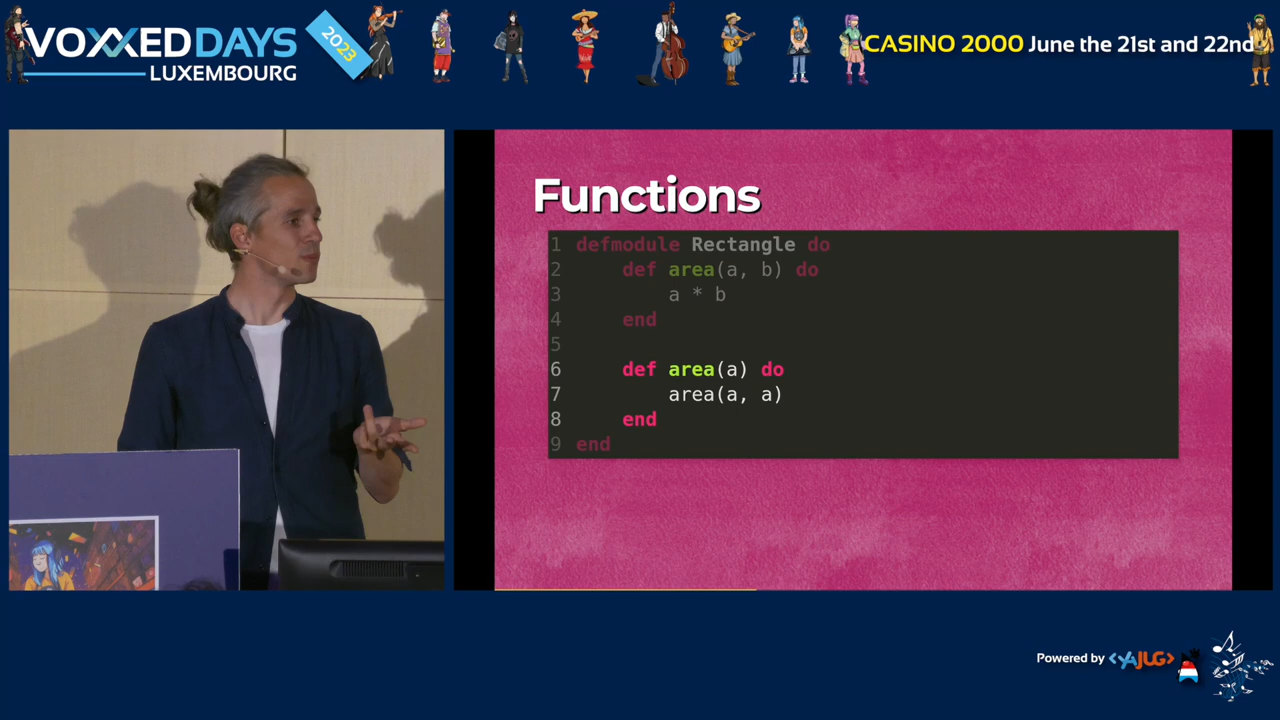 VOXXED DAYS
LUXEMBOURG
2023
CASINO 2000 June the 21st and 22nd
Functions
1 defmodule Rectangle do
2 def area(a, b) do
3 a * b
4 end
5
6 def area(a) do
7 area(a, a)
8 end
9 end
Powered by <YAJUG>